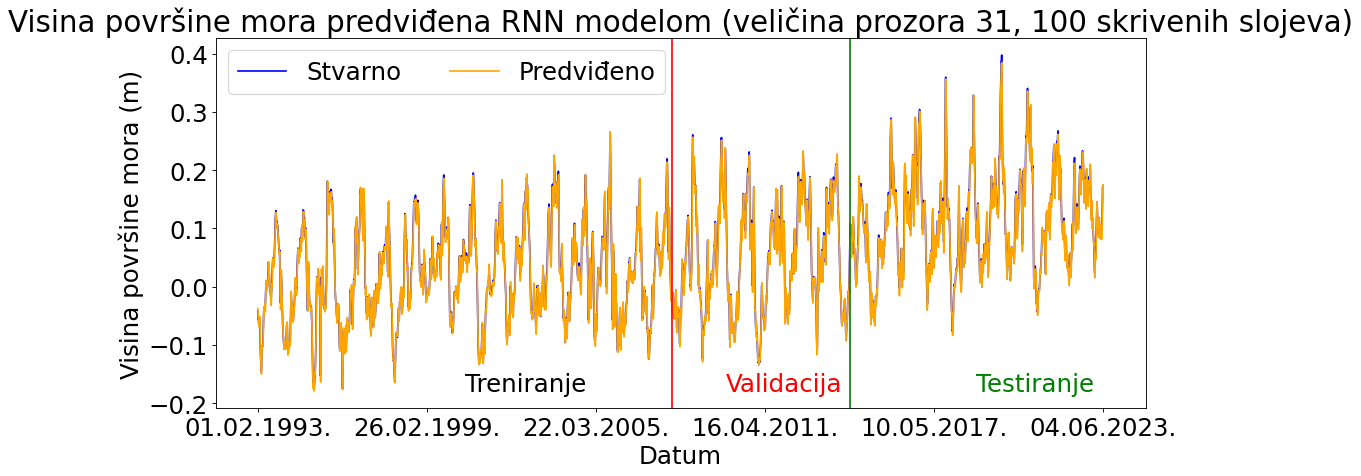 Visina površine mora predviđena RNN modelom (veličina prozora 31, 100 skrivenih slojeva)
Stvarno Predviđeno
Visina površine mora (m)
0.4
0.3
0.2
0.1
0.0
−0.1
−0.2
Treniranje Validacija Testiranje
01.02.1993. 26.02.1999. 22.03.2005. 16.04.2011. 10.05.2017. 04.06.2023.
Datum